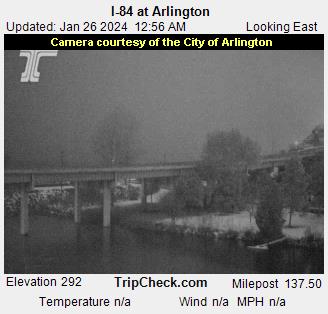 I-84 at Arlington
Updated: Jan 26 2024 12:56 AM Looking East
Camera courtesy of the City of Arlington
Elevation 292 TripCheck.com Milepost 137.50
Temperature n/a Wind n/a MPH n/a